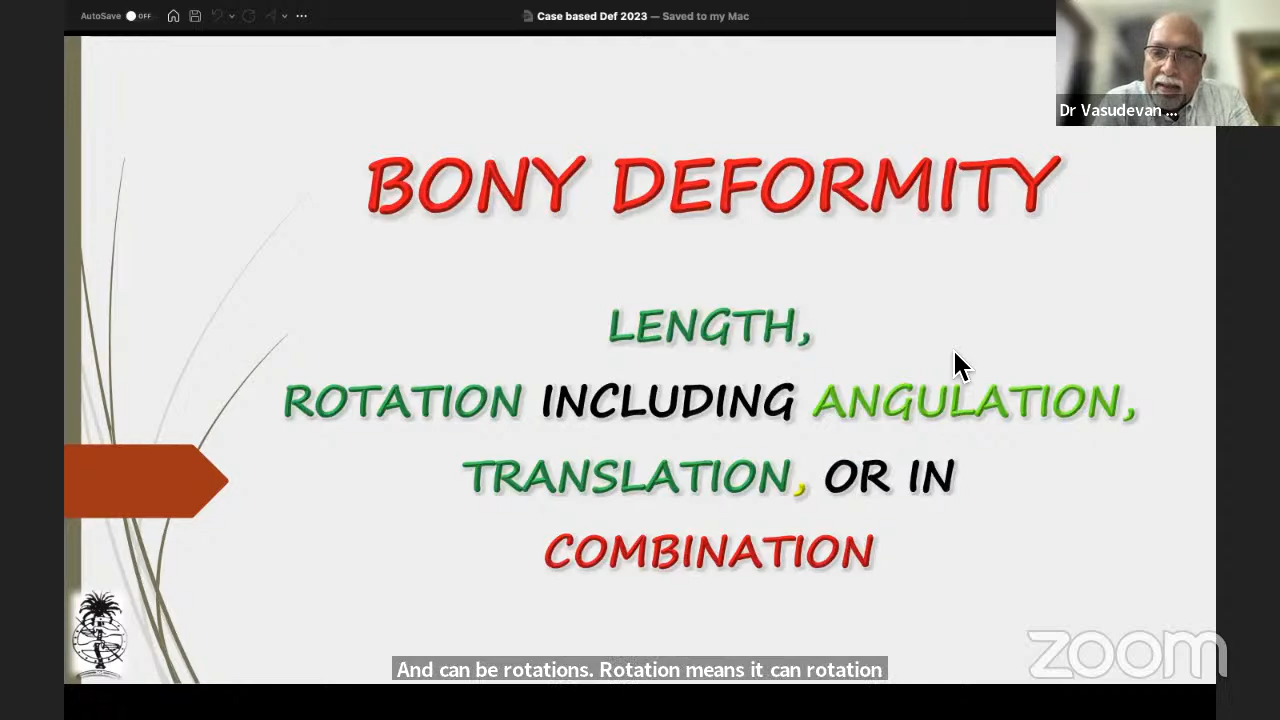 AutoSave OFF
Case based Def 2023 — Saved to my Mac
Dr Vasudevan ...
BONY DEFORMITY
LENGTH,
ROTATION INCLUDING ANGULATION,
TRANSLATION, OR IN
COMBINATION
zoom
And can be rotations. Rotation means it can rotation